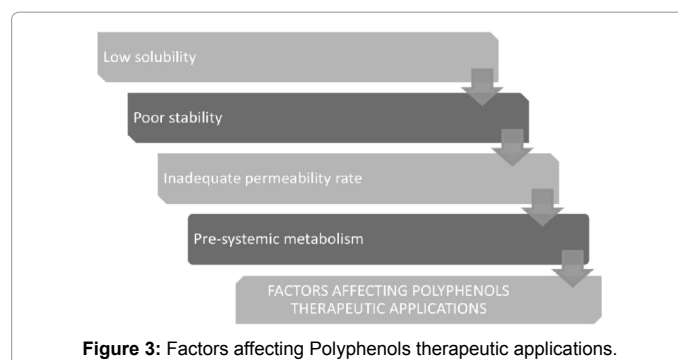 Low solubility
Poor stability
Inadequate permeability rate
Pre-systemic metabolism
FACTORS AFFECTING POLYPHENOLS
THERAPEUTIC APPLICATIONS
Figure 3: Factors affecting Polyphenols therapeutic applications.